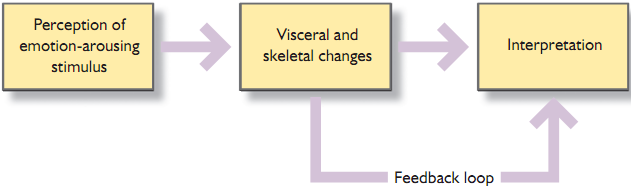 Perception of
emotion-arousing
stimulus
Visceral and
skeletal changes
Interpretation
Feedback loop